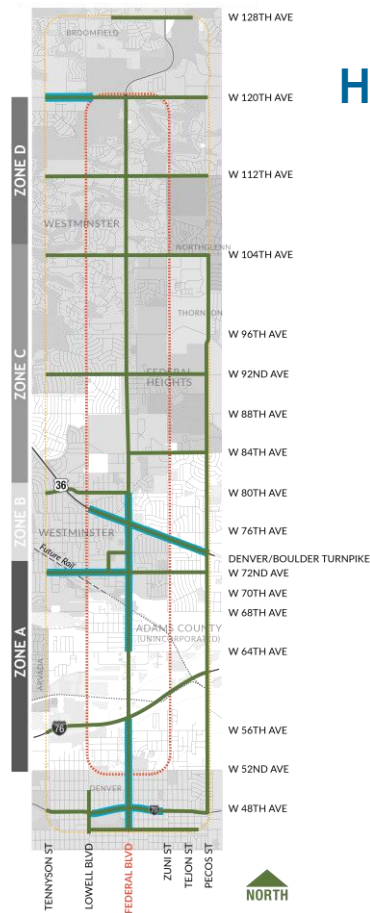 W 128TH AVE
BROOMFIELD
H
W 120TH AVE
ZONE D
W 112TH AVE
WESTMINSTER
NORTHGLENN
W 104TH AVE
THORNTON
W 96TH AVE
ZONE C
W 92ND AVE
FEDERAL
HEIGHTS
W 88TH AVE
W 84TH AVE
36
W 80TH AVE
ZONE B
WESTMINSTER
W 76TH AVE
Future Rail
DENVER/BOULDER TURNPIKE
W 72ND AVE
W 70TH AVE
W 68TH AVE
ADAMS COUNTY
(UNINCORPORATED)
ZONE A
W 64TH AVE
ARVADA
76
W 56TH AVE
W 52ND AVE
DENVER
70
W 48TH AVE
TENNYSON ST
LOWELL BLVD
FEDERAL BLVD
ZUNI ST
TEJON ST
PECOS ST
NORTH